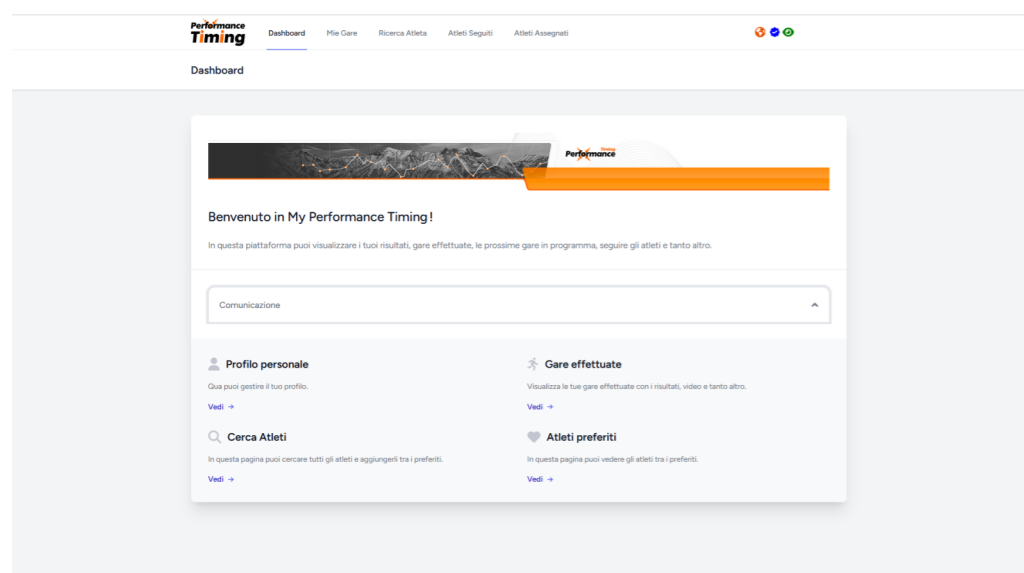 Performance
Timing
Dashboard
Mie Gare
Ricerca Atleta
Atleti Seguiti
Atleti Assegnati
Dashboard
Timing
Performance
Benvenuto in My Performance Timing!
In questa piattaforma puoi visualizzare i tuoi risultati, gare effettuate, le prossime gare in programma, seguire gli atleti e tanto altro.
Comunicazione
Profilo personale
Qua puoi gestire il tuo profilo.
Vedi →
Gare effettuate
Visualizza le tue gare effettuate con i risultati, video e tanto altro.
Vedi →
Cerca Atleti
In questa pagina puoi cercare tutti gli atleti e aggiungerli tra i preferiti.
Vedi →
Atleti preferiti
In questa pagina puoi vedere gli atleti tra i preferiti.
Vedi →